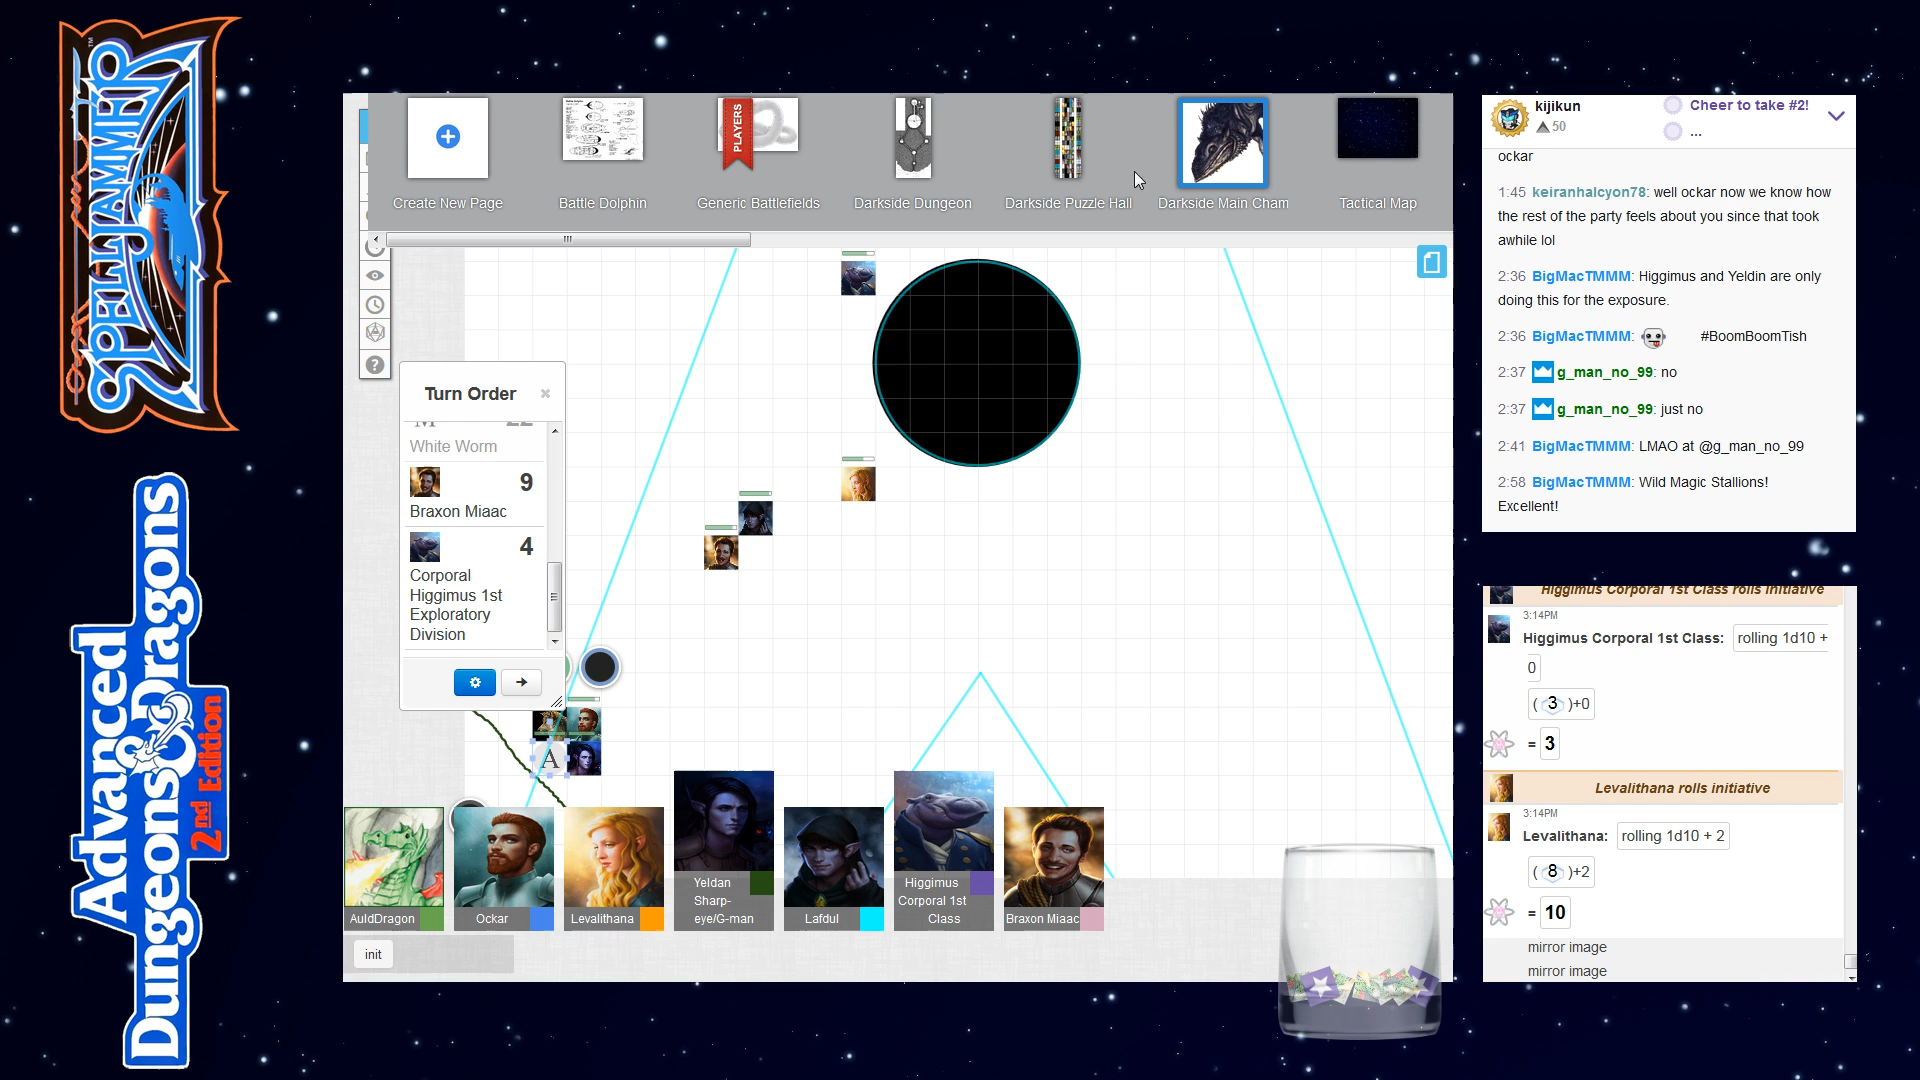 SPELLJAMMER
TM
Advanced
Dungeons & Dragons
2nd Edition
PLAYERS
Create New Page
Battle Dolphin
Generic Battlefields
Darkside Dungeon
Darkside Puzzle Hall
Darkside Main Cham
Tactical Map
Turn Order
White Worm
Braxon Miaac
9
Corporal
Higgimus 1st
Exploratory
Division
4
A
AuldDragon
Ockar
Levalithana
Yeldan
Sharp-
eye/G-man
Lafdul
Higgimus
Corporal 1st
Class
Braxon Miaac
init
kijikun
50
Cheer to take #2!
...
ockar
1:45 keiranhalcyon78: well ockar now we know how
the rest of the party feels about you since that took
awhile lol
2:36 BigMacTMMM: Higgimus and Yeldin are only
doing this for the exposure.
2:36 BigMacTMMM: #BoomBoomTish
2:37 g_man_no_99: no
2:37 g_man_no_99: just no
2:41 BigMacTMMM: LMAO at @g_man_no_99
2:58 BigMacTMMM: Wild Magic Stallions!
Excellent!
Higgimus Corporal 1st Class rolls initiative
3:14PM
Higgimus Corporal 1st Class: rolling 1d10 +
0
(3)+0
= 3
Levalithana rolls initiative
3:14PM
Levalithana: rolling 1d10 + 2
(8)+2
= 10
mirror image
mirror image